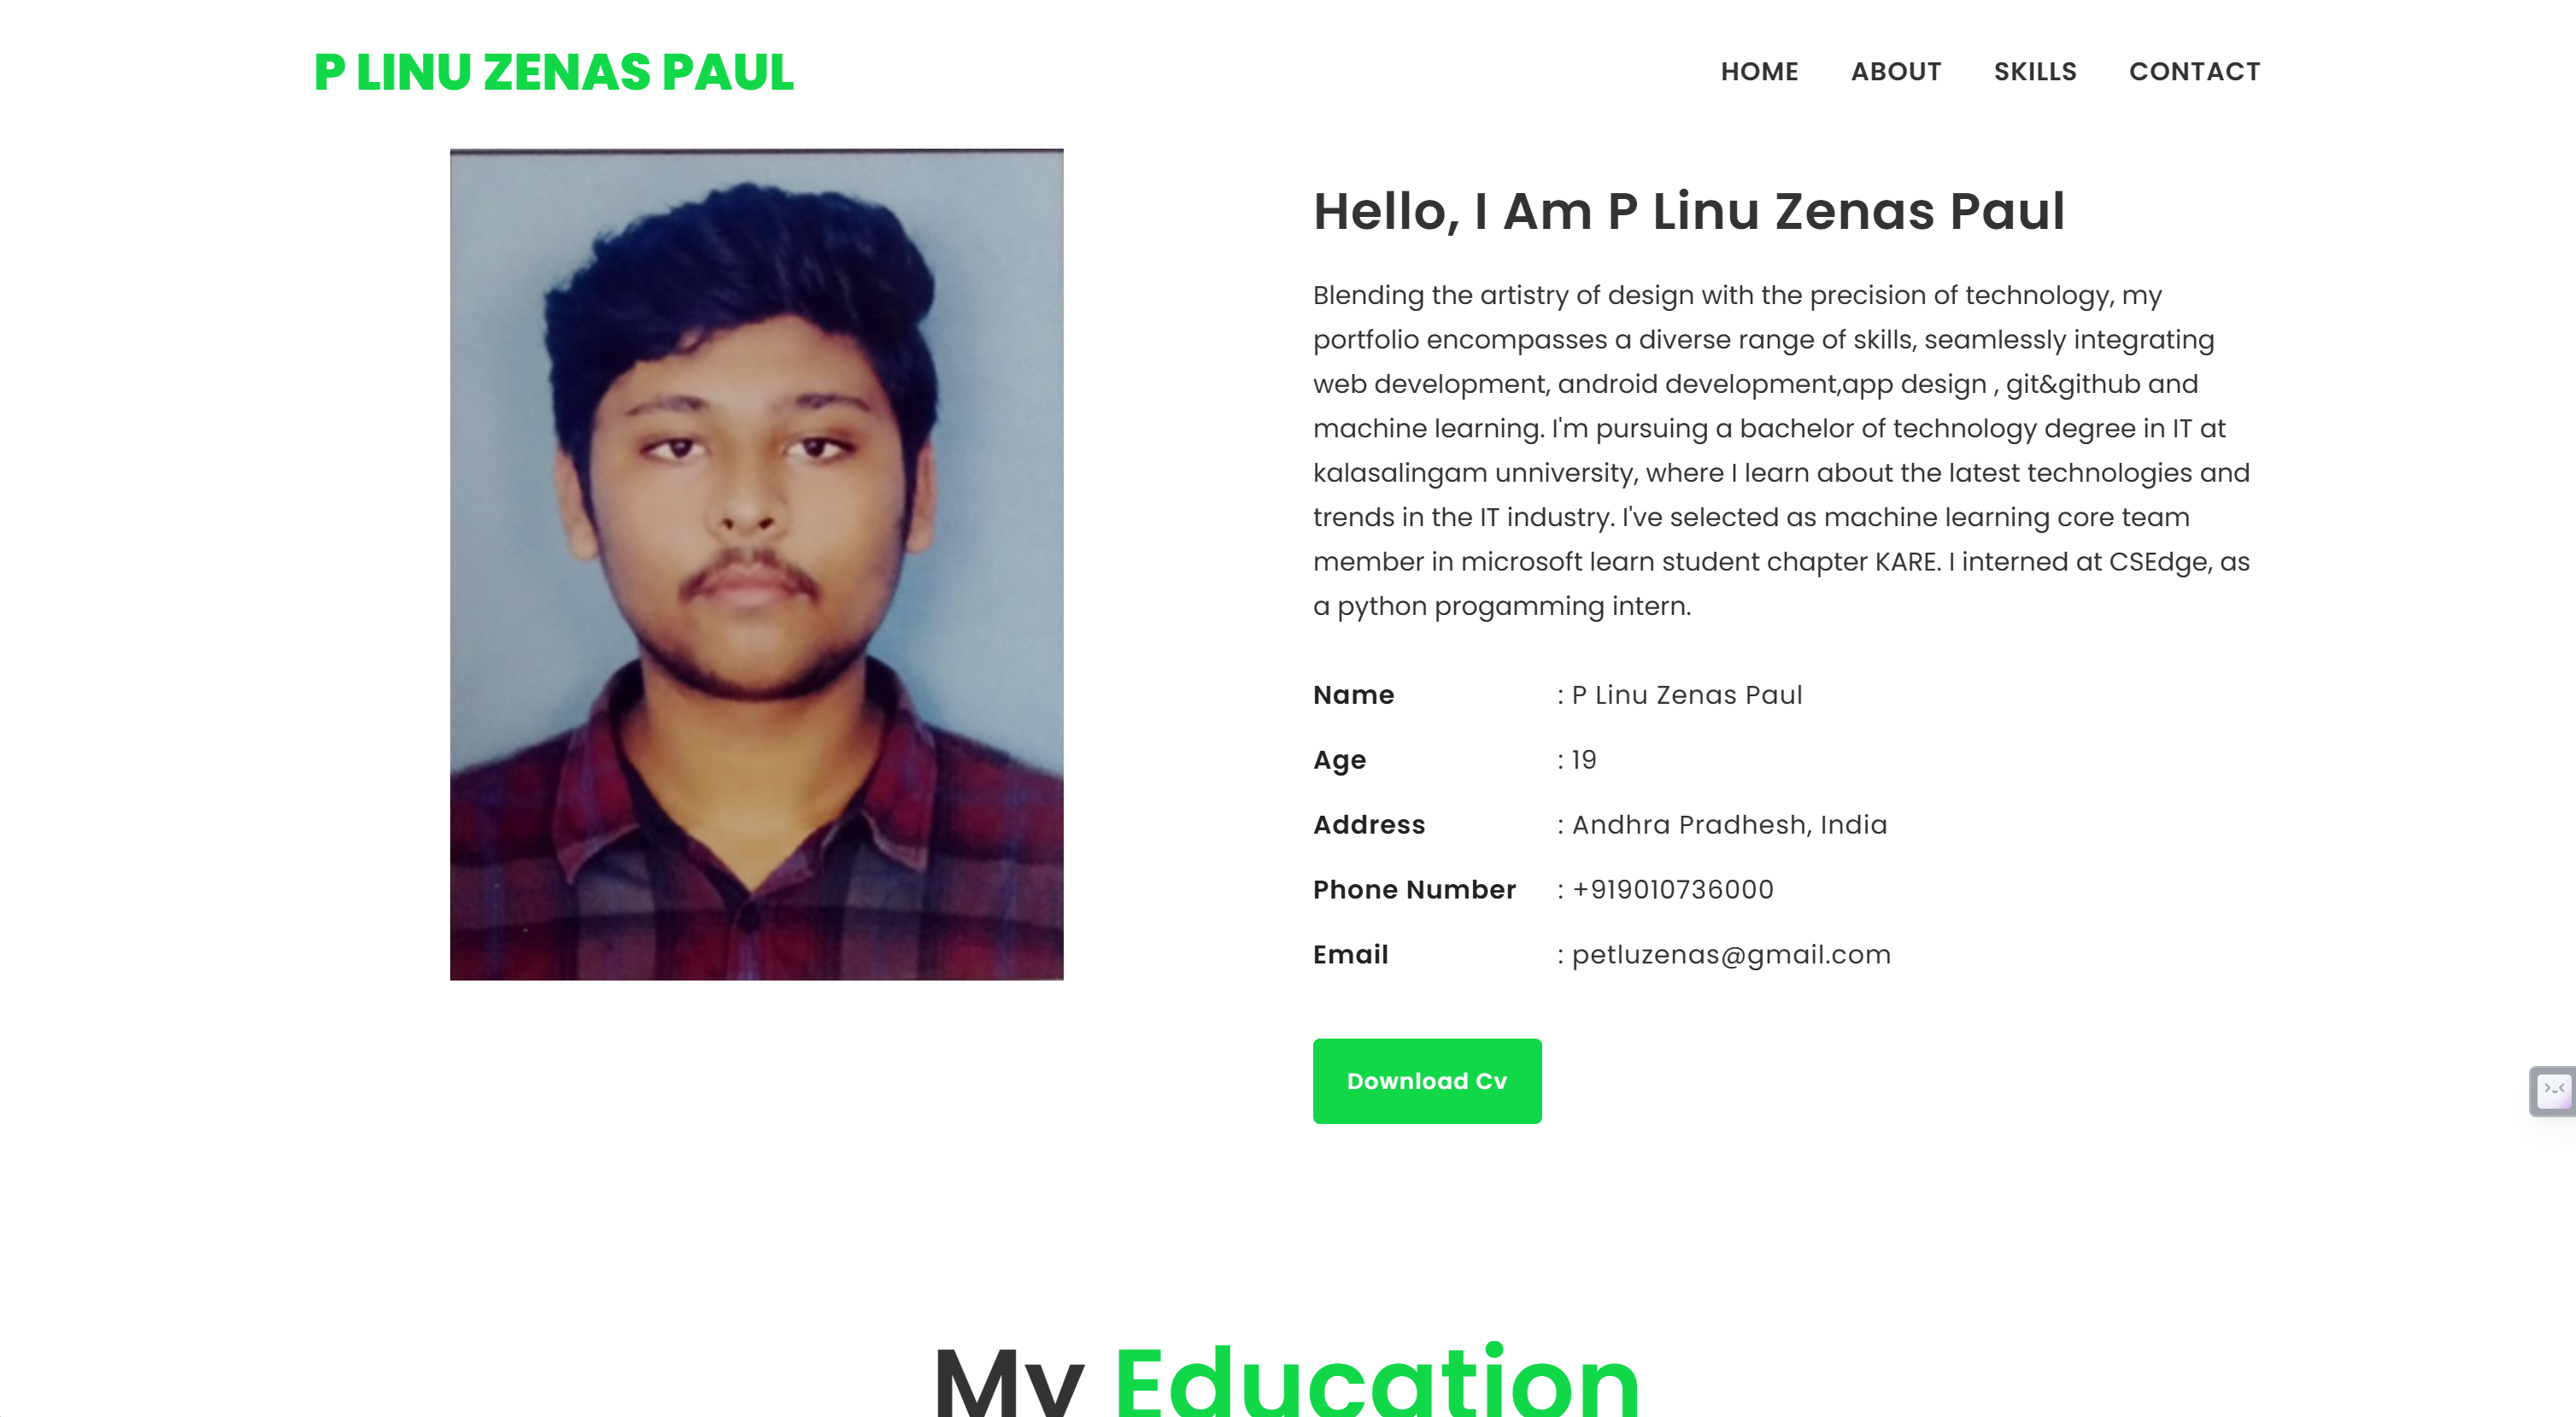 P LINU ZENAS PAUL
HOME ABOUT SKILLS CONTACT
Hello, I Am P Linu Zenas Paul
Blending the artistry of design with the precision of technology, my
portfolio encompasses a diverse range of skills, seamlessly integrating
web development, android development,app design , git&github and
machine learning. I'm pursuing a bachelor of technology degree in IT at
kalasalingam unniversity, where I learn about the latest technologies and
trends in the IT industry. I've selected as machine learning core team
member in microsoft learn student chapter KARE. I interned at CSEdge, as
a python progamming intern.
Name : P Linu Zenas Paul
Age : 19
Address : Andhra Pradhesh, India
Phone Number : +919010736000
Email : petluzenas@gmail.com
Download Cv
My Education